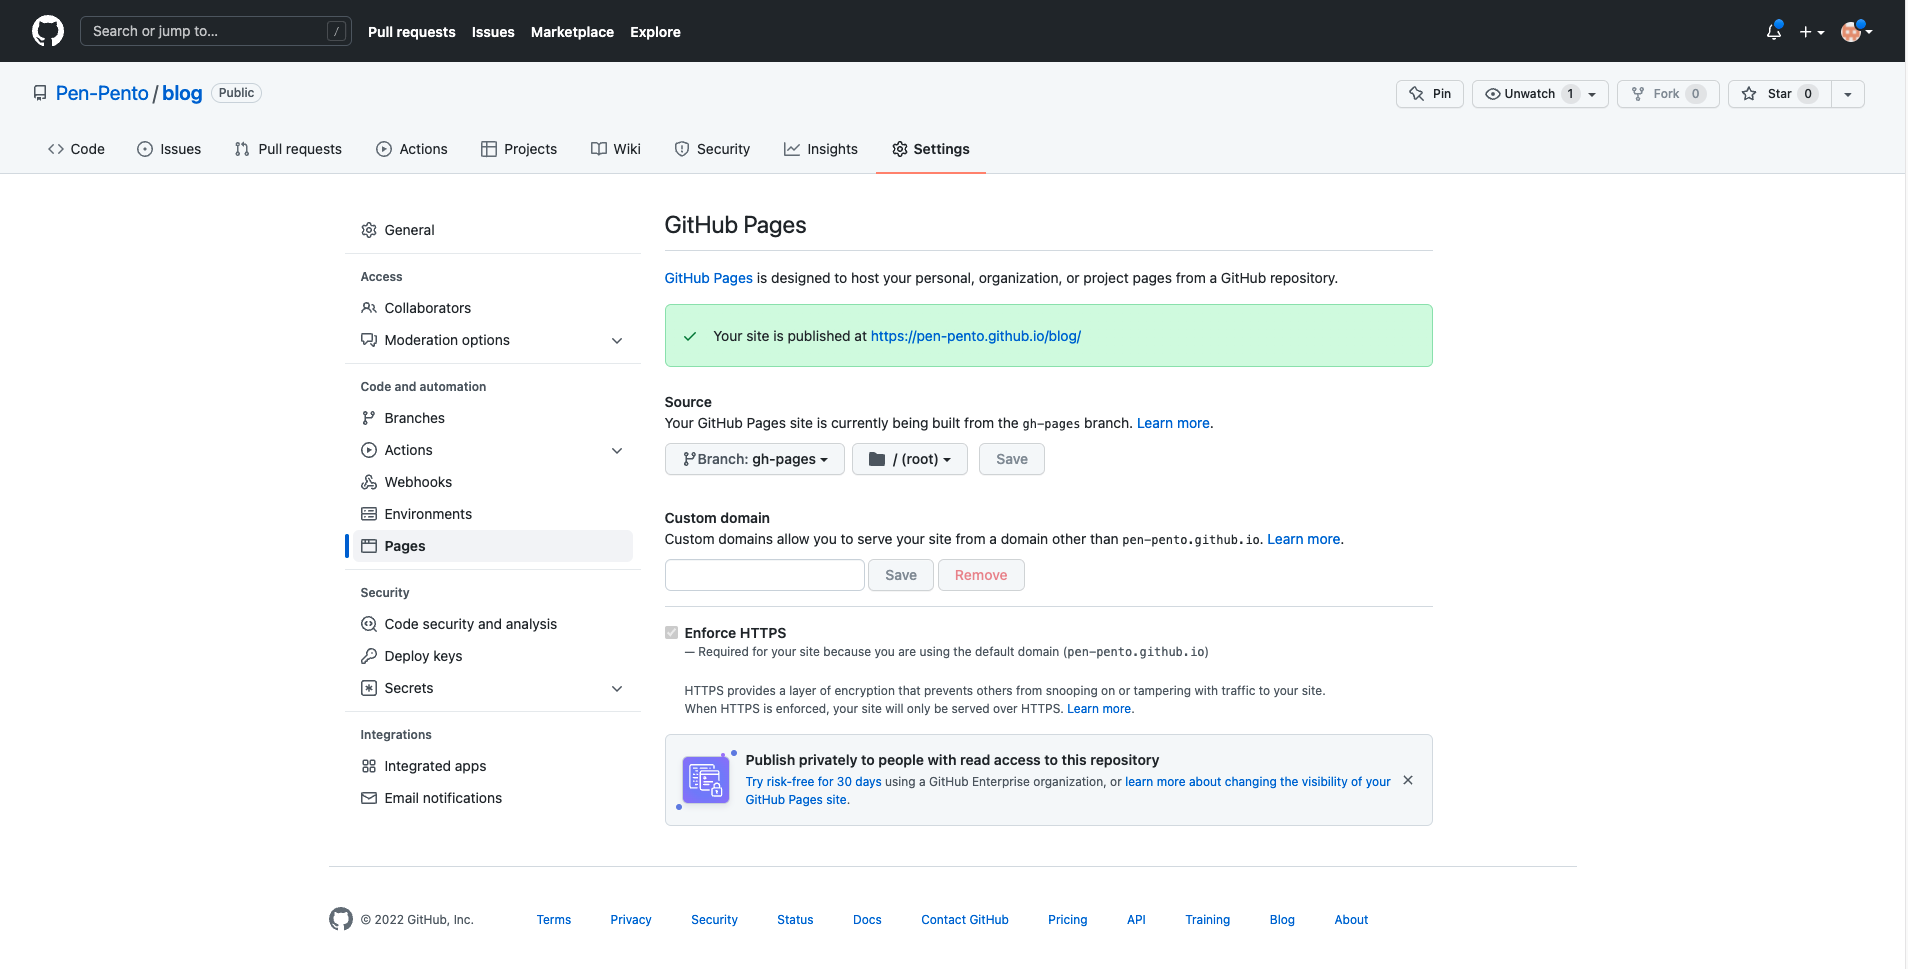 Search or jump to...
/
Pull requests
Issues
Marketplace
Explore
Pen-Pento / blog
Public
Pin
Unwatch 1
Fork 0
Star 0
Code
Issues
Pull requests
Actions
Projects
Wiki
Security
Insights
Settings
General
Access
Collaborators
Moderation options
Code and automation
Branches
Actions
Webhooks
Environments
Pages
Security
Code security and analysis
Deploy keys
Secrets
Integrations
Integrated apps
Email notifications
GitHub Pages
GitHub Pages is designed to host your personal, organization, or project pages from a GitHub repository.
Your site is published at https://pen-pento.github.io/blog/
Source
Your GitHub Pages site is currently being built from the gh-pages branch. Learn more.
Branch: gh-pages
/ (root)
Save
Custom domain
Custom domains allow you to serve your site from a domain other than pen-pento.github.io. Learn more.
Save
Remove
Enforce HTTPS
— Required for your site because you are using the default domain (pen-pento.github.io)
HTTPS provides a layer of encryption that prevents others from snooping on or tampering with traffic to your site.
When HTTPS is enforced, your site will only be served over HTTPS. Learn more.
Publish privately to people with read access to this repository
Try risk-free for 30 days using a GitHub Enterprise organization, or learn more about changing the visibility of your
GitHub Pages site.
© 2022 GitHub, Inc.
Terms
Privacy
Security
Status
Docs
Contact GitHub
Pricing
API
Training
Blog
About